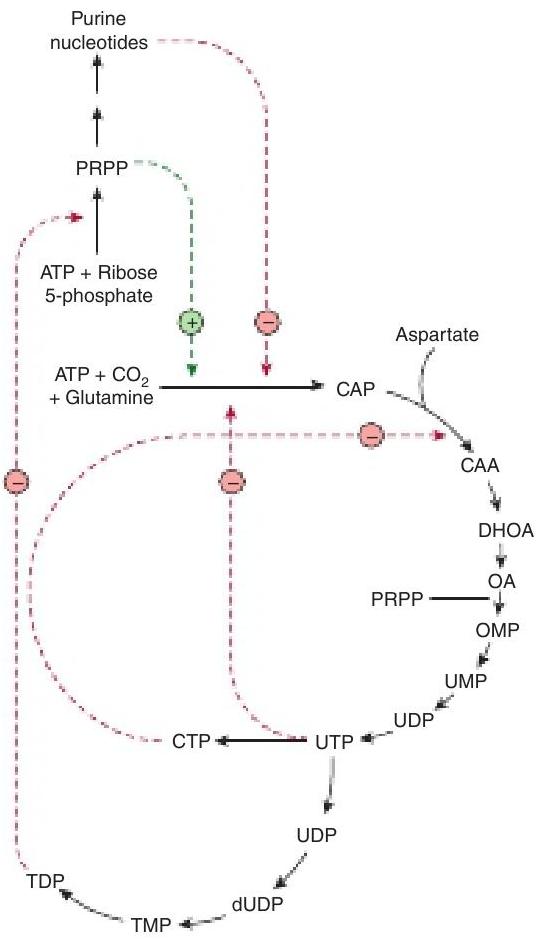 Purine
nucleotides
PRPP
ATP + Ribose
5-phosphate
+
−
Aspartate
ATP + CO₂
+ Glutamine
CAP
−
CAA
−
−
DHOA
OA
PRPP
OMP
UMP
UDP
CTP
UTP
UDP
TDP
dUDP
TMP